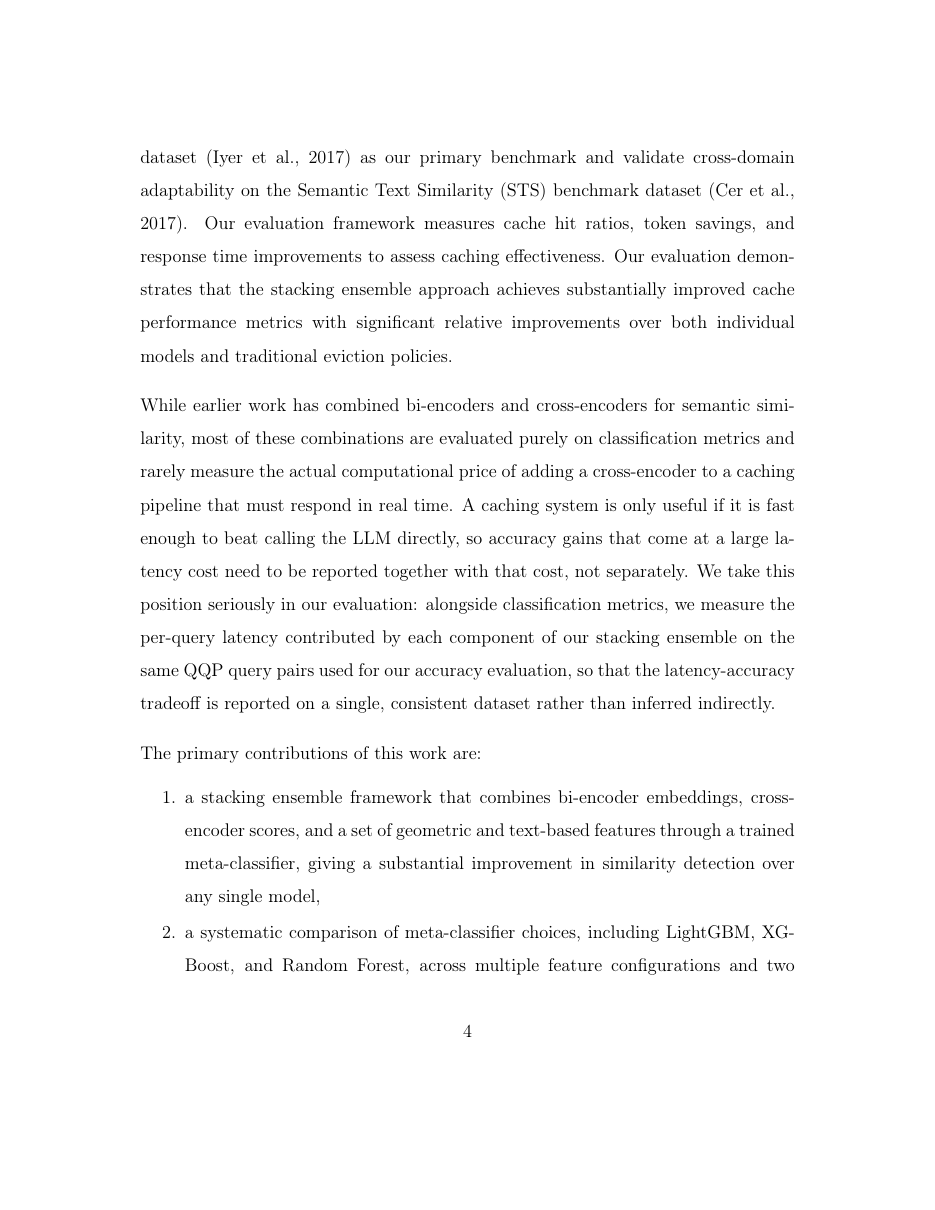 dataset (Iyer et al., 2017) as our primary benchmark and validate cross-domain
adaptability on the Semantic Text Similarity (STS) benchmark dataset (Cer et al.,
2017). Our evaluation framework measures cache hit ratios, token savings, and
response time improvements to assess caching effectiveness. Our evaluation demon-
strates that the stacking ensemble approach achieves substantially improved cache
performance metrics with significant relative improvements over both individual
models and traditional eviction policies.
While earlier work has combined bi-encoders and cross-encoders for semantic simi-
larity, most of these combinations are evaluated purely on classification metrics and
rarely measure the actual computational price of adding a cross-encoder to a caching
pipeline that must respond in real time. A caching system is only useful if it is fast
enough to beat calling the LLM directly, so accuracy gains that come at a large la-
tency cost need to be reported together with that cost, not separately. We take this
position seriously in our evaluation: alongside classification metrics, we measure the
per-query latency contributed by each component of our stacking ensemble on the
same QQP query pairs used for our accuracy evaluation, so that the latency-accuracy
tradeoff is reported on a single, consistent dataset rather than inferred indirectly.
The primary contributions of this work are:
1. a stacking ensemble framework that combines bi-encoder embeddings, cross-
encoder scores, and a set of geometric and text-based features through a trained
meta-classifier, giving a substantial improvement in similarity detection over
any single model,
2. a systematic comparison of meta-classifier choices, including LightGBM, XG-
Boost, and Random Forest, across multiple feature configurations and two
4